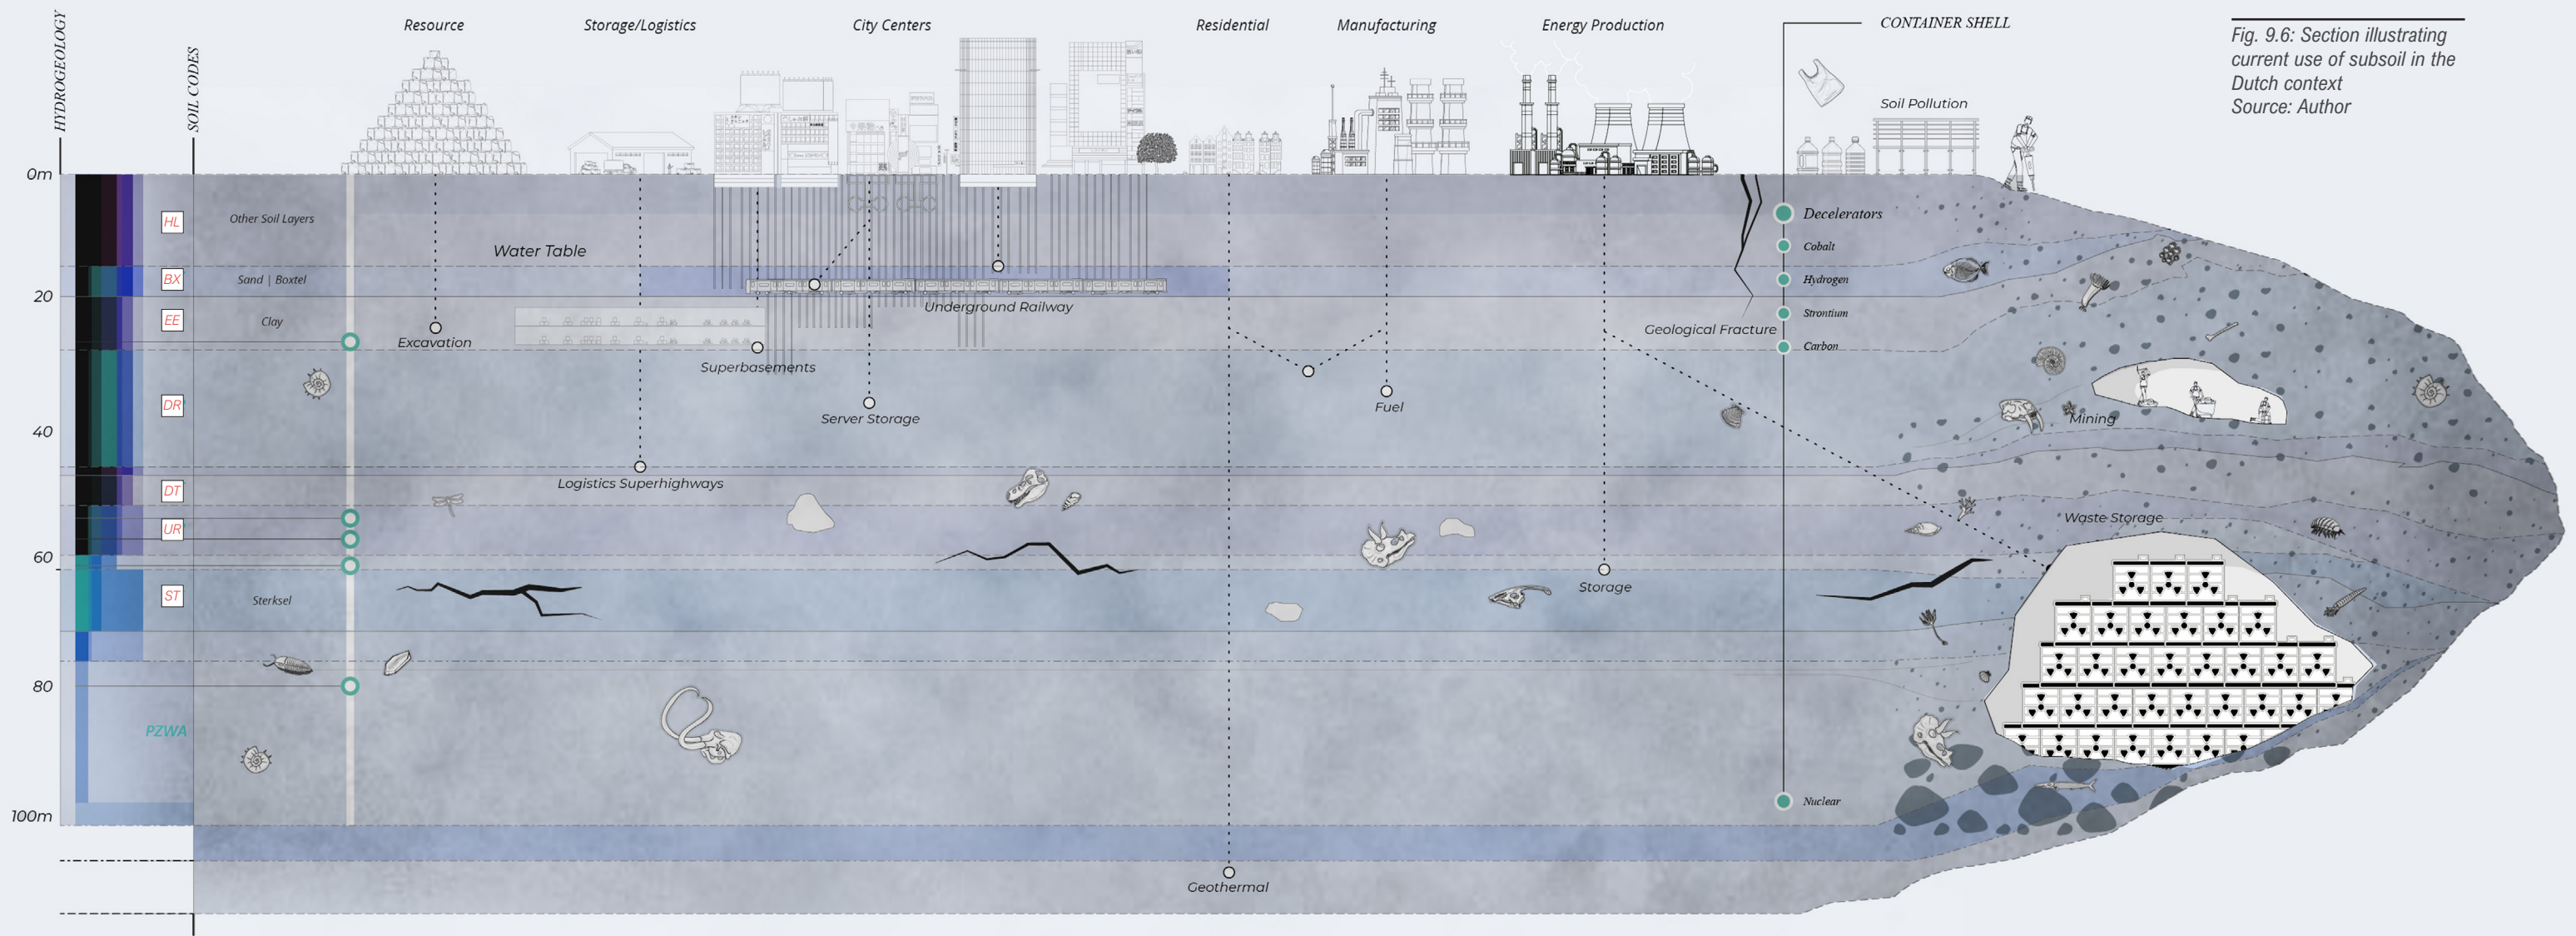 HYDROGEOLOGY
SOIL CODES
Resource
Storage/Logistics
City Centers
Residential
Manufacturing
Energy Production
CONTAINER SHELL
Fig. 9.6: Section illustrating
current use of subsoil in the
Dutch context
Source: Author
Soil Pollution
0m
HL
Other Soil Layers
Decelerators
Water Table
Cobalt
BX
Sand | Boxtel
Hydrogen
20
Underground Railway
Strontium
EE
Clay
Geological Fracture
Excavation
Carbon
Superbasements
DR
Fuel
Server Storage
Mining
40
Logistics Superhighways
DT
Waste Storage
UR
60
Storage
ST
Sterksel
80
PZWA
Nuclear
100m
Geothermal